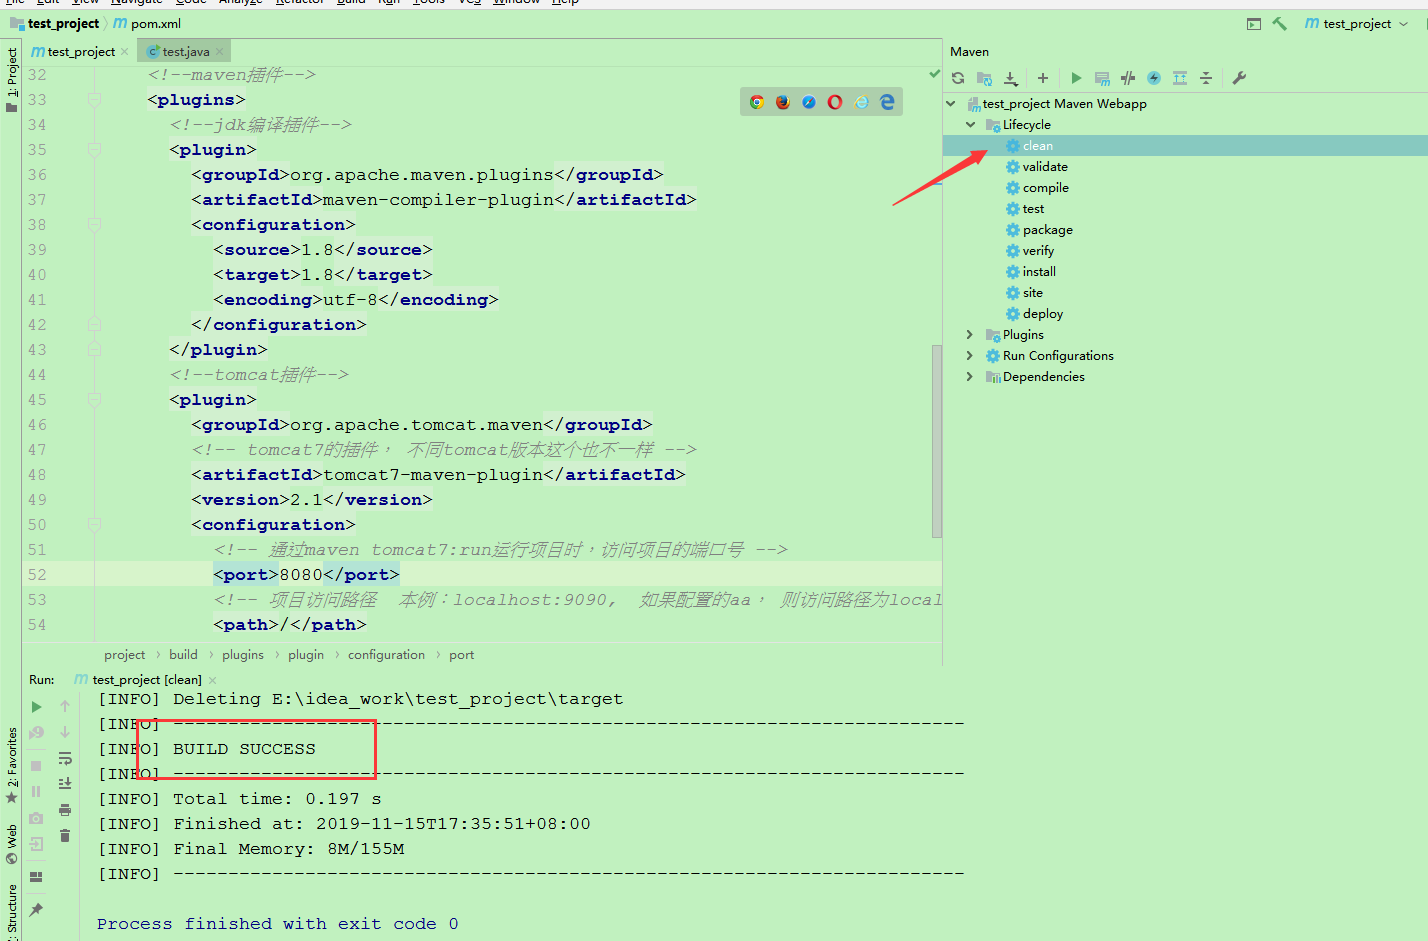 File Edit View Navigate Code Analyze Refactor Build Run Tools VCS Window Help
test_project pom.xml
test_project
test_project test.java
Maven
1: Project
32 <!--maven插件-->
33 <plugins>
34 <!--jdk编译插件-->
35 <plugin>
36 <groupId>org.apache.maven.plugins</groupId>
37 <artifactId>maven-compiler-plugin</artifactId>
38 <configuration>
39 <source>1.8</source>
40 <target>1.8</target>
41 <encoding>utf-8</encoding>
42 </configuration>
43 </plugin>
44 <!--tomcat插件-->
45 <plugin>
46 <groupId>org.apache.tomcat.maven</groupId>
47 <!-- tomcat7的插件， 不同tomcat版本这个也不一样 -->
48 <artifactId>tomcat7-maven-plugin</artifactId>
49 <version>2.1</version>
50 <configuration>
51 <!-- 通过maven tomcat7:run运行项目时，访问项目的端口号 -->
52 <port>8080</port>
53 <!-- 项目访问路径  本例：localhost:9090,  如果配置的aa， 则访问路径为local
54 <path>/</path>
project › build › plugins › plugin › configuration › port
test_project Maven Webapp
Lifecycle
clean
validate
compile
test
package
verify
install
site
deploy
Plugins
Run Configurations
Dependencies
Run: test_project [clean]
[INFO] Deleting E:\idea_work\test_project\target
[INFO] ------------------------------------------------------------------------
[INFO] BUILD SUCCESS
[INFO] ------------------------------------------------------------------------
[INFO] Total time: 0.197 s
[INFO] Finished at: 2019-11-15T17:35:51+08:00
[INFO] Final Memory: 8M/155M
[INFO] ------------------------------------------------------------------------
Process finished with exit code 0
2: Favorites
Web
Structure